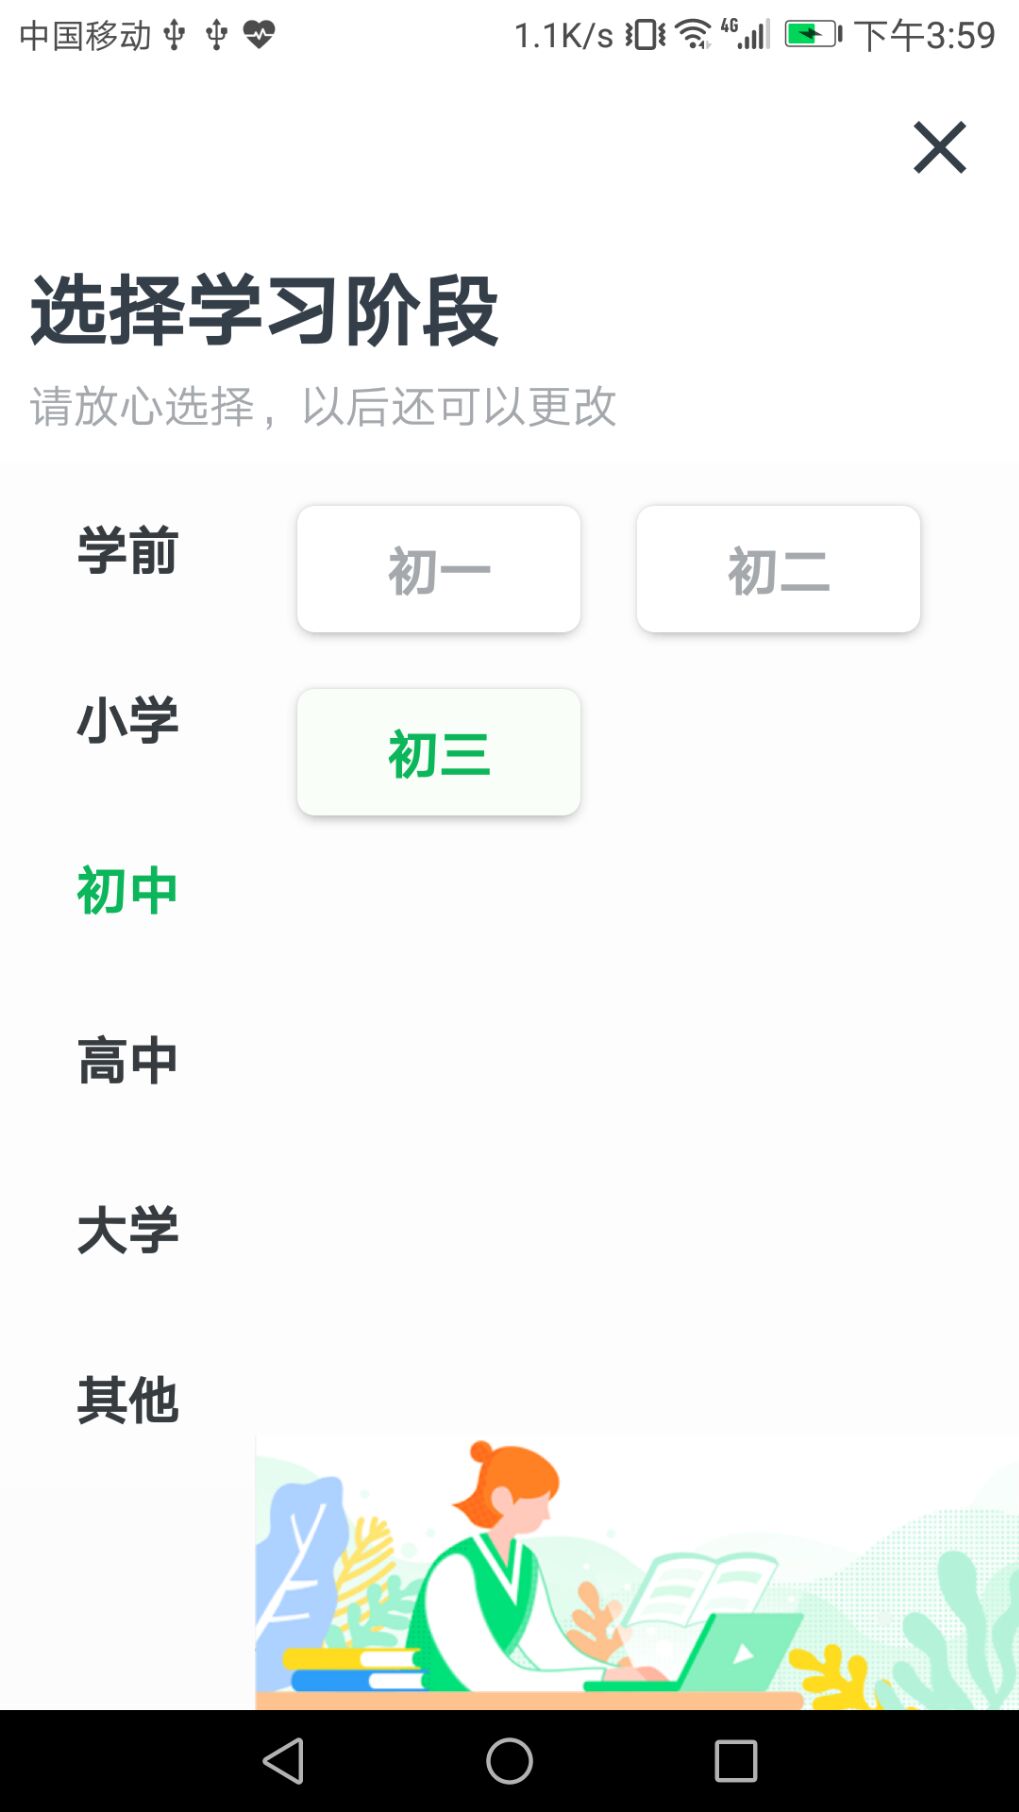 中国移动 1.1K/s 4G 下午3:59
选择学习阶段
请放心选择，以后还可以更改
学前
初一 初二
小学
初三
初中
高中
大学
其他